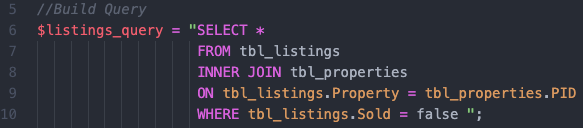 5 //Build Query
6 $listings_query = "SELECT *
7 FROM tbl_listings
8 INNER JOIN tbl_properties
9 ON tbl_listings.Property = tbl_properties.PID
10 WHERE tbl_listings.Sold = false ";